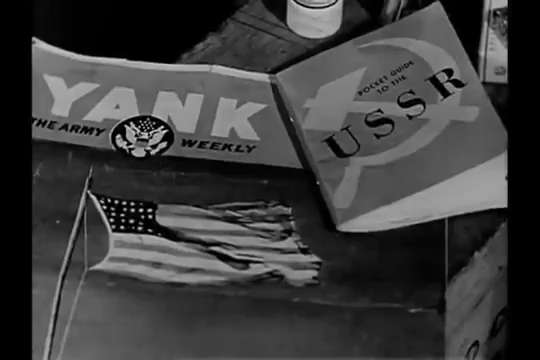 YANK
THE ARMY WEEKLY
POCKET GUIDE
TO THE
USSR